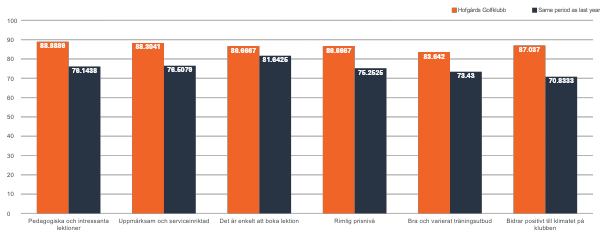 Hofgårds Golfklubb Same period as last year
100
90
88.8889 76.1438 88.3041 76.5079 86.6667 81.6425 86.6667 75.2525 83.642 73.43 87.037 70.8333
80
70
60
50
40
30
20
10
0
Pedagogiska och intressanta lektioner
Uppmärksam och serviceinriktad
Det är enkelt att boka lektion
Rimlig prisnivå
Bra och varierat träningsutbud
Bidrar positivt till klimatet på
klubben